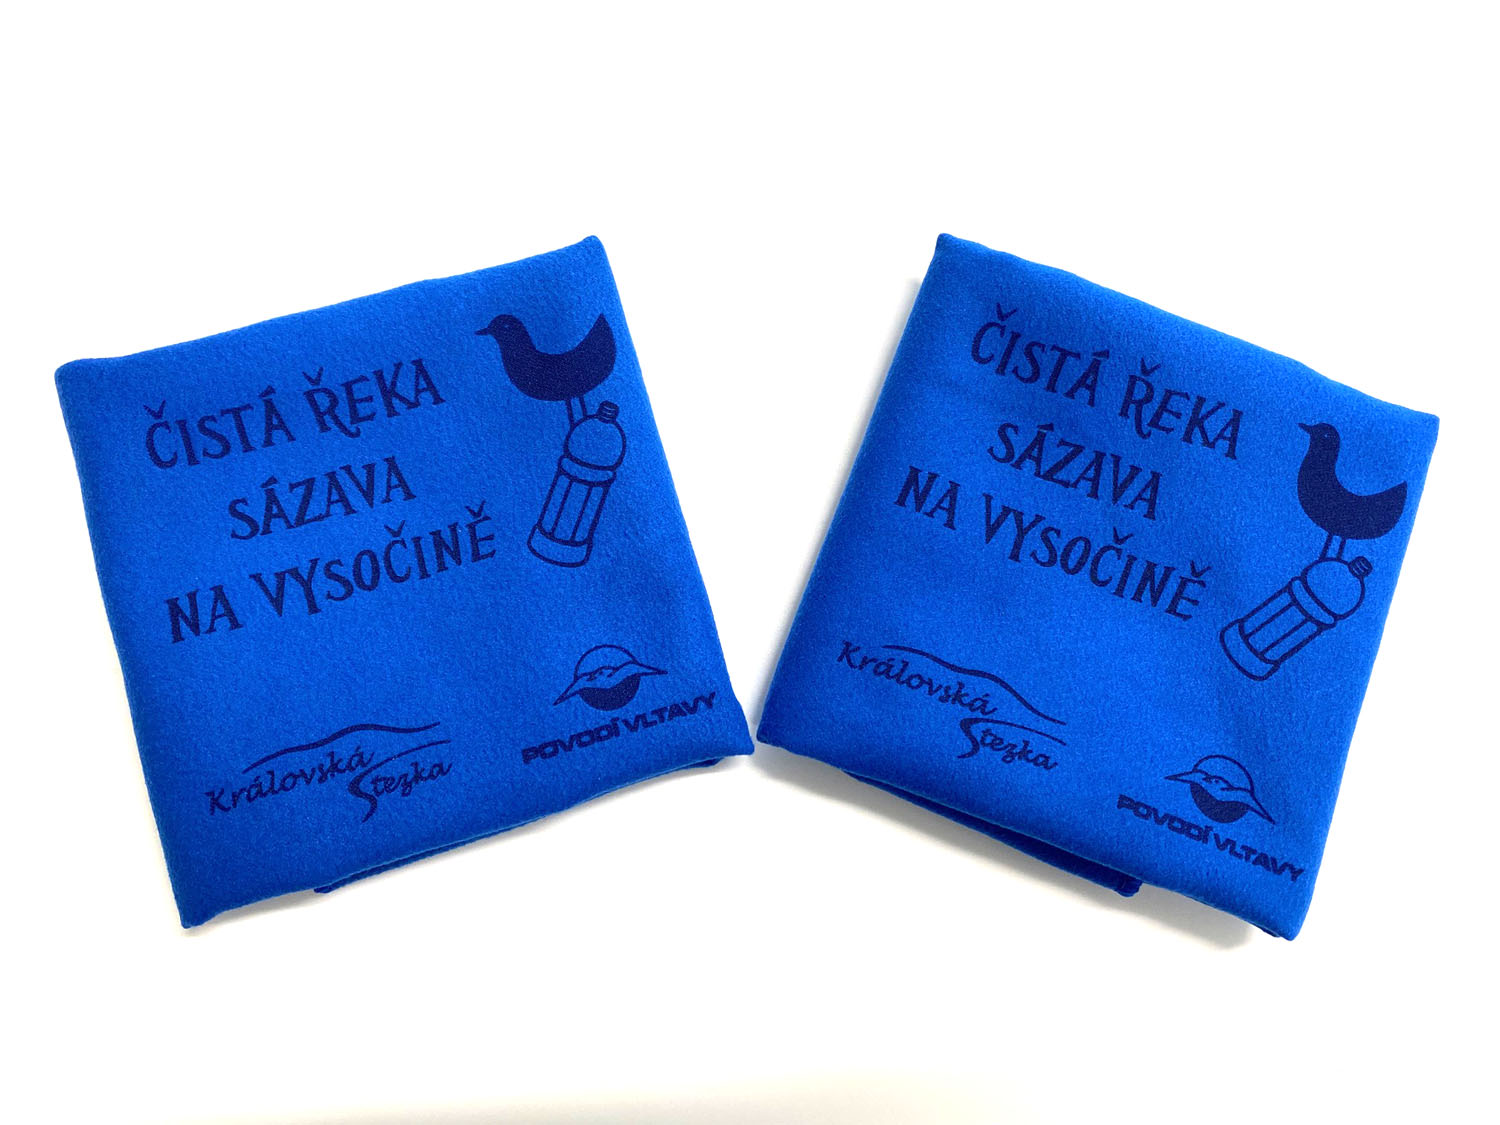 ČISTÁ ŘEKA
SÁZAVA
NA VYSOČINĚ
Královská
Stezka
POVODÍ VLTAVY
ČISTÁ ŘEKA
SÁZAVA
NA VYSOČINĚ
Královská
Stezka
POVODÍ VLTAVY